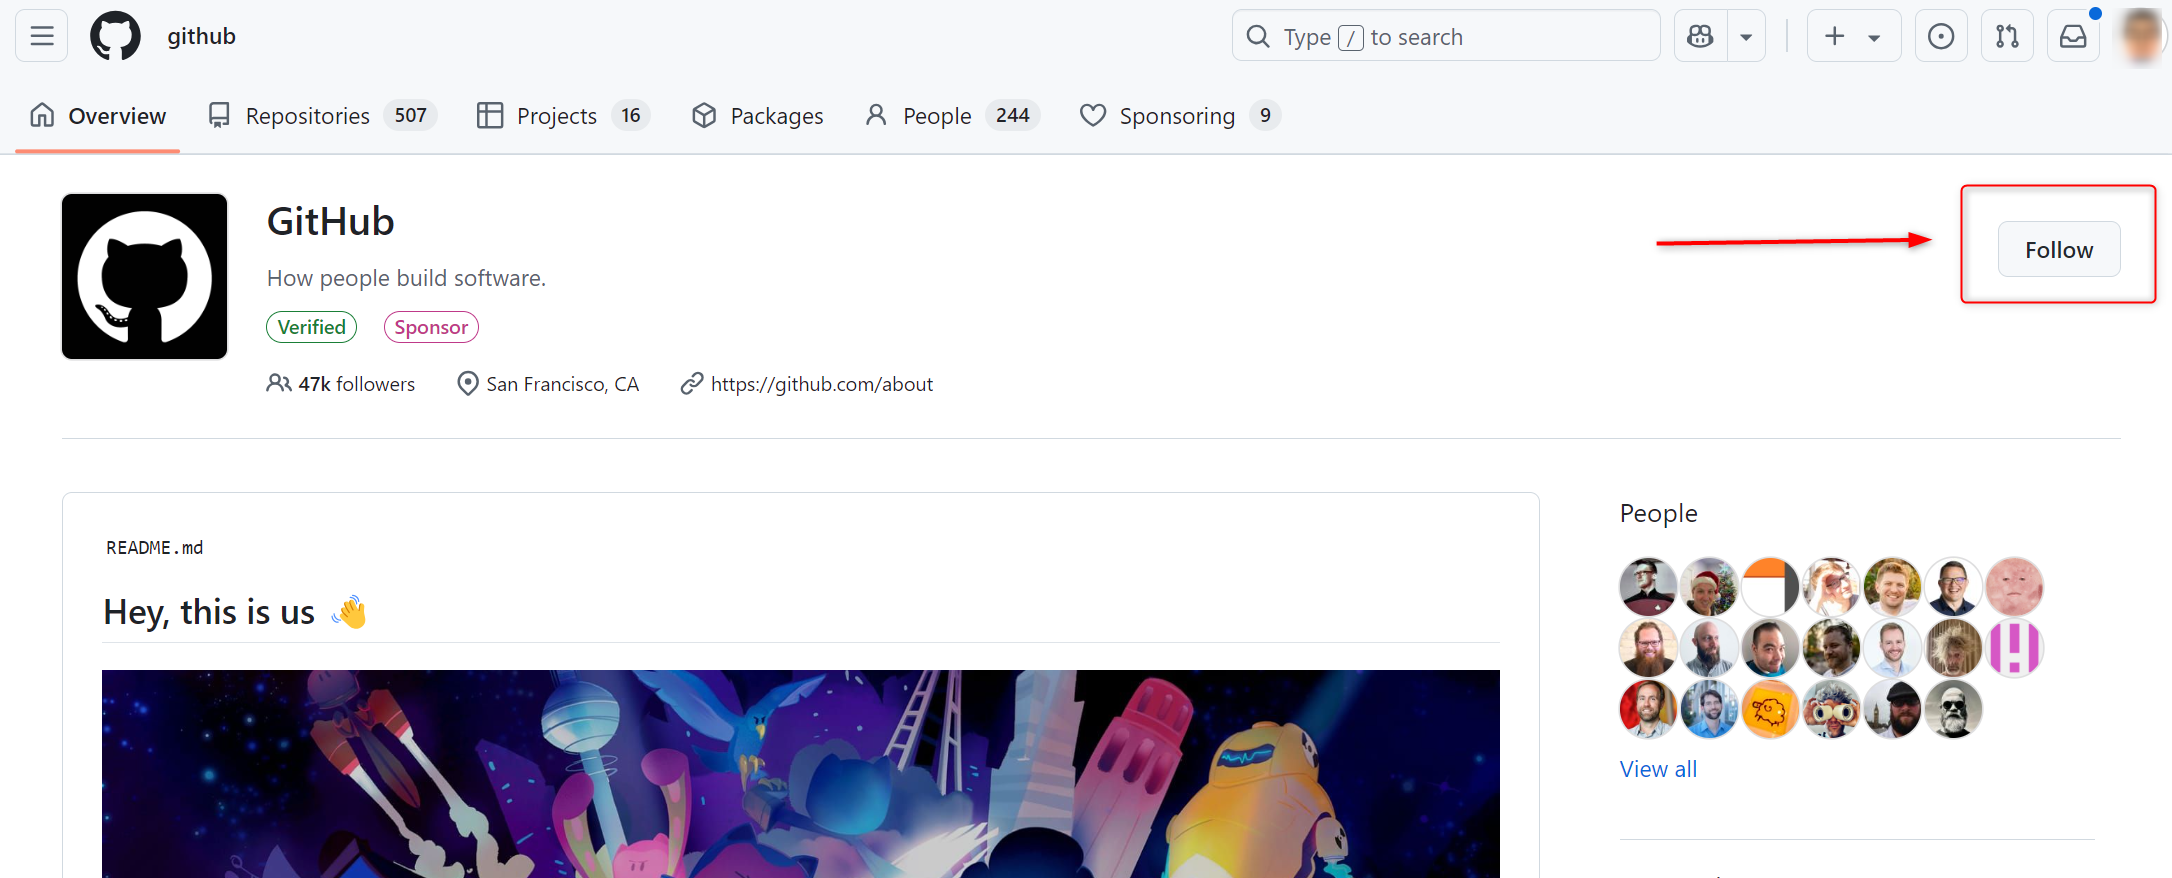 github
Type / to search
Overview Repositories 507 Projects 16 Packages People 244 Sponsoring 9
GitHub
How people build software.
Verified Sponsor
Follow
47k followers San Francisco, CA https://github.com/about
README.md
Hey, this is us 👋
People
View all